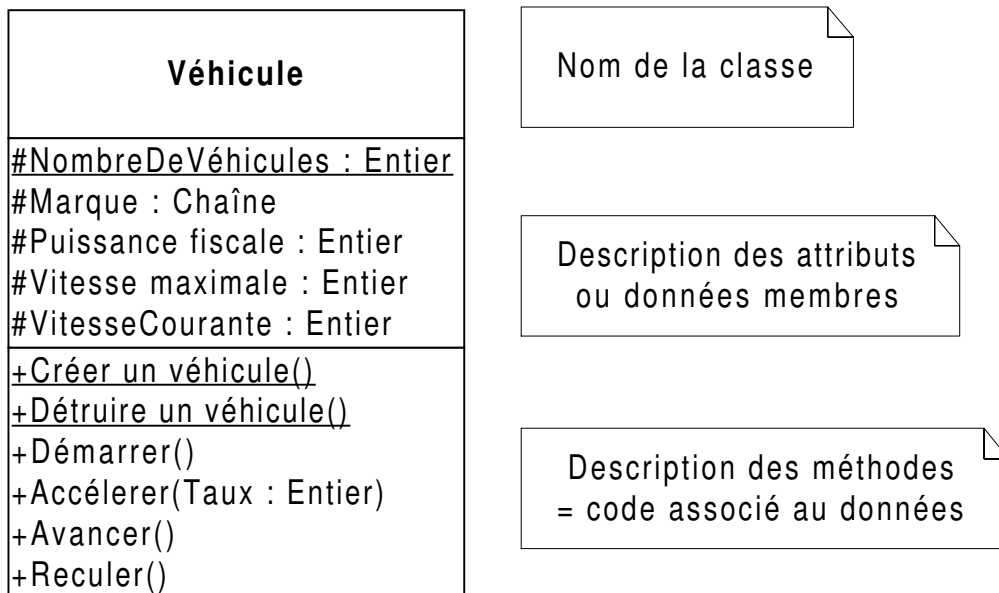 Véhicule
#NombreDeVéhicules : Entier
#Marque : Chaîne
#Puissance fiscale : Entier
#Vitesse maximale : Entier
#VitesseCourante : Entier
+Créer un véhicule()
+Détruire un véhicule()
+Démarrer()
+Accélerer(Taux : Entier)
+Avancer()
+Reculer()
Nom de la classe
Description des attributs
ou données membres
Description des méthodes
= code associé au données